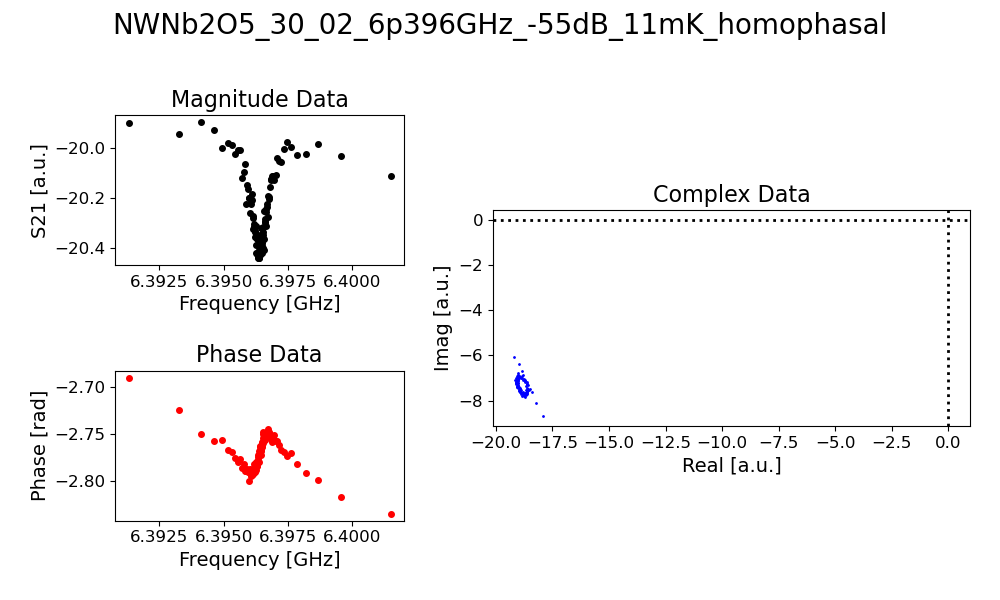 NWNb2O5_30_02_6p396GHz_-55dB_11mK_homophasal
Magnitude Data
S21 [a.u.]
−20.0
−20.2
−20.4
6.3925 6.3950 6.3975 6.4000
Frequency [GHz]
Phase Data
Phase [rad]
−2.70
−2.75
−2.80
6.3925 6.3950 6.3975 6.4000
Frequency [GHz]
Complex Data
Imag [a.u.]
0
−2
−4
−6
−8
−20.0 −17.5 −15.0 −12.5 −10.0 −7.5 −5.0 −2.5 0.0
Real [a.u.]